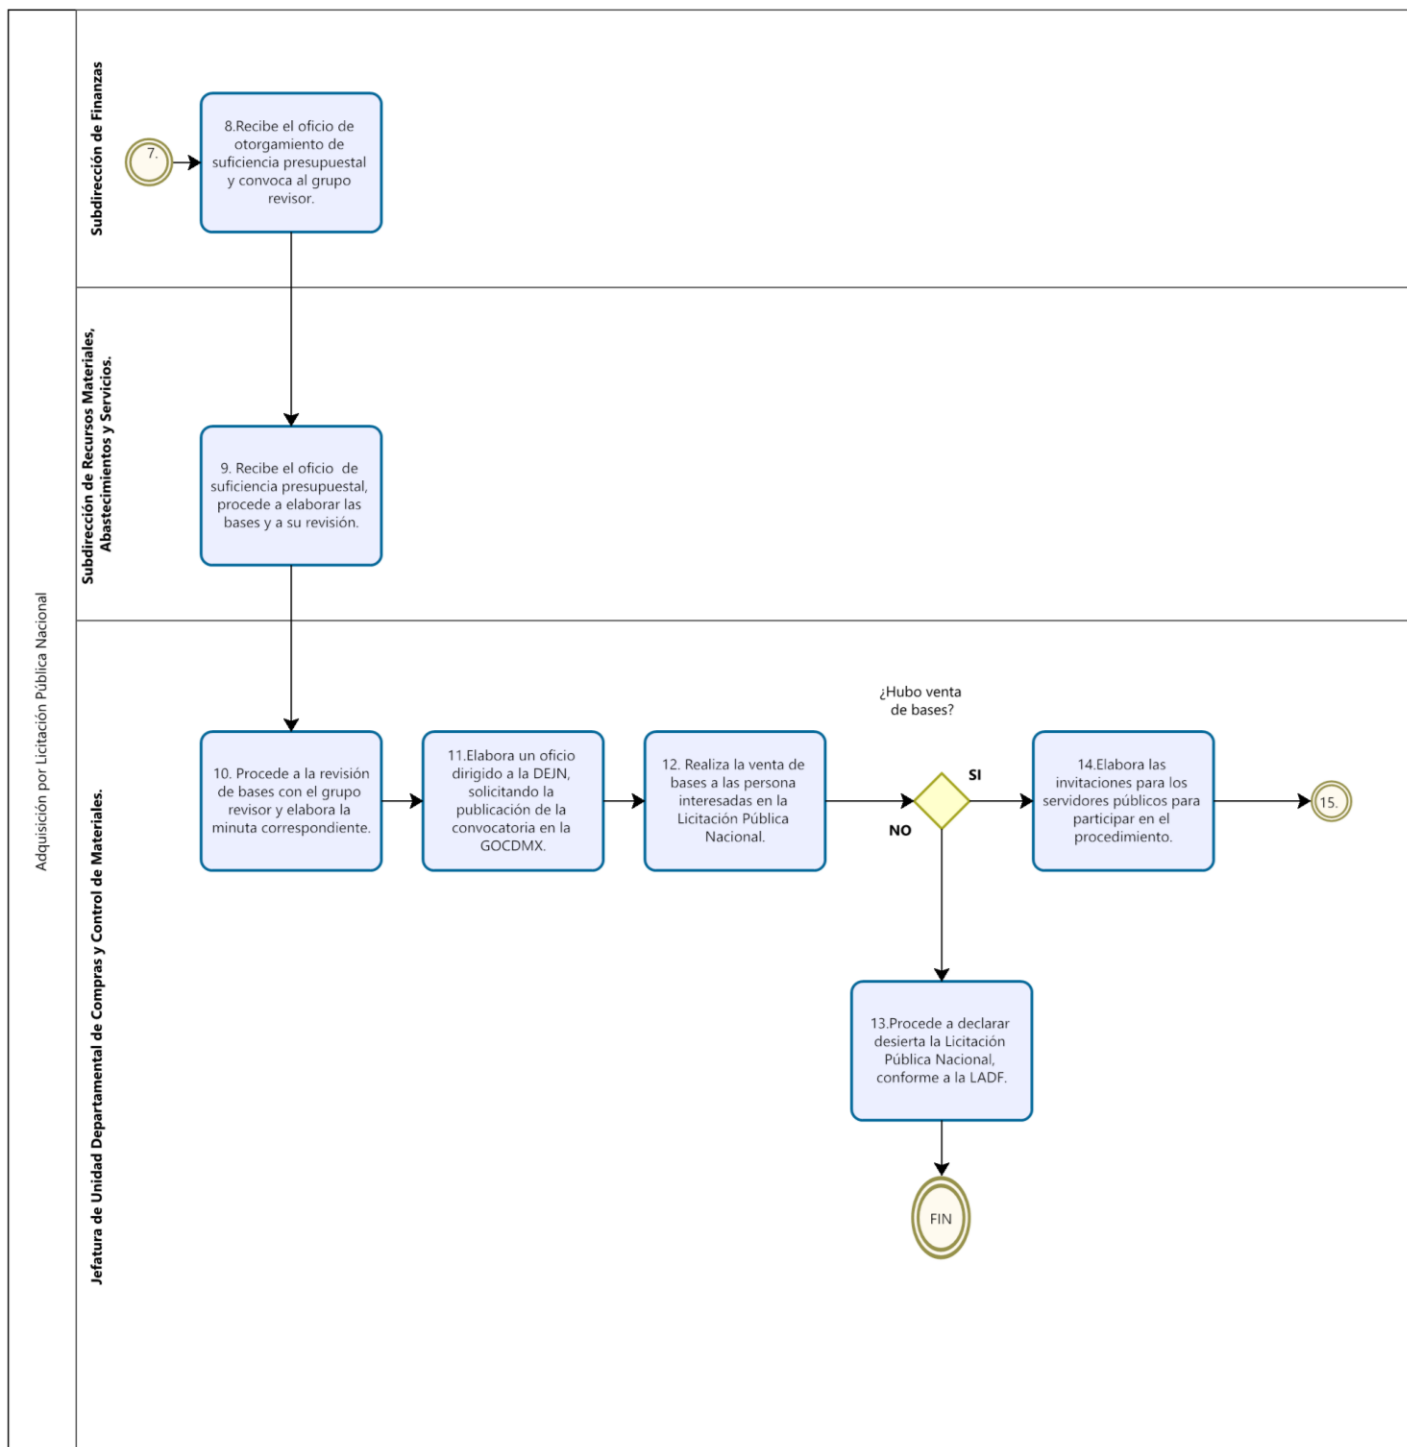 Adquisición por Licitación Pública Nacional
Subdirección de Finanzas
7.
8.Recibe el oficio de
otorgamiento de
suficiencia presupuestal
y convoca al grupo
revisor.
Subdirección de Recursos Materiales,
Abastecimientos y Servicios.
9. Recibe el oficio  de
suficiencia presupuestal,
procede a elaborar las
bases y a su revisión.
Jefatura de Unidad Departamental de Compras y Control de Materiales.
10. Procede a la revisión
de bases con el grupo
revisor y elabora la
minuta correspondiente.
11.Elabora un oficio
dirigido a la DEJN,
solicitando la
publicación de la
convocatoria en la
GOCDMX.
12. Realiza la venta de
bases a las persona
interesadas en la
Licitación Pública
Nacional.
¿Hubo venta
de bases?
SI
NO
14.Elabora las
invitaciones para los
servidores públicos para
participar en el
procedimiento.
15.
13.Procede a declarar
desierta la Licitación
Pública Nacional,
conforme a la LADF.
FIN